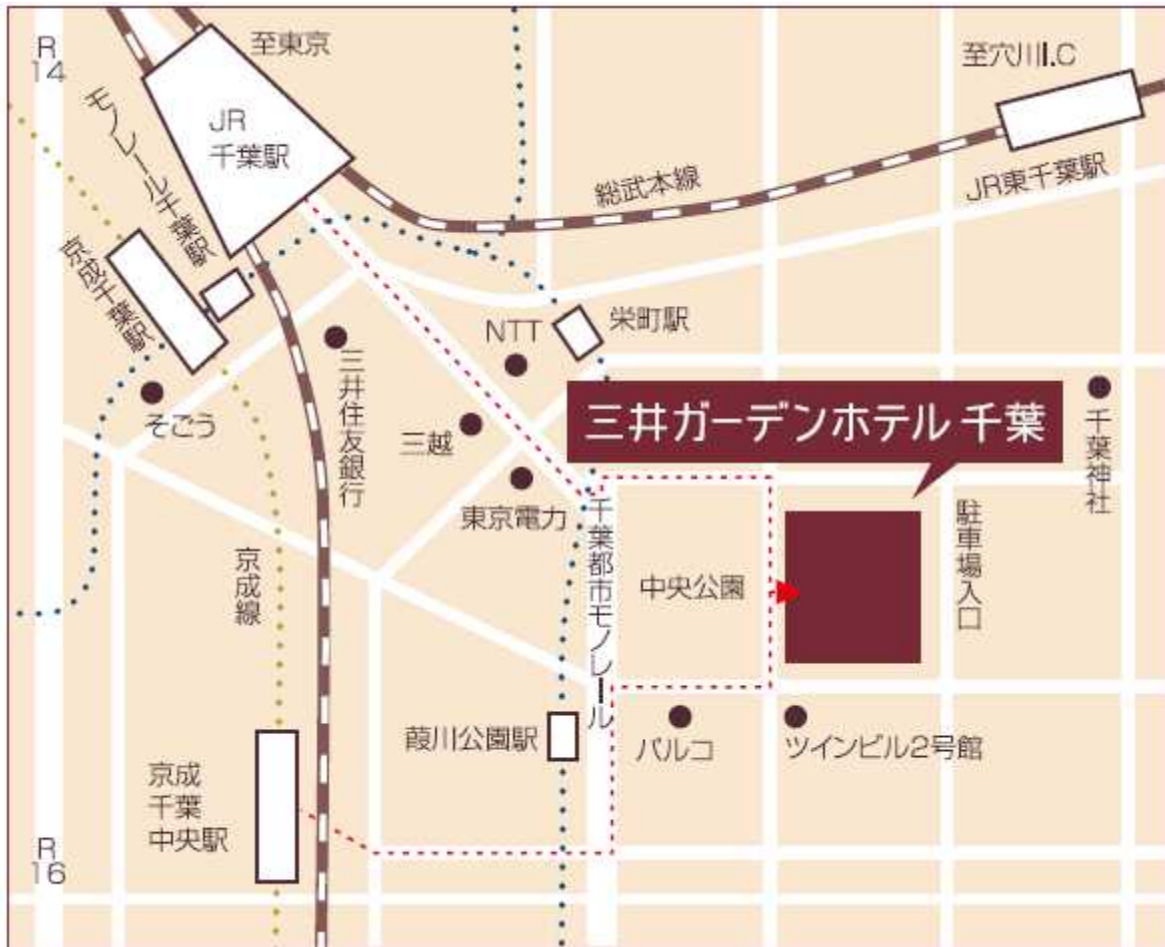 R
14
至東京
至穴川I.C
JR
千葉駅
モノレール千葉駅
総武本線
JR東千葉駅
京成千葉駅
NTT
栄町駅
三井住友銀行
そごう
三越
三井ガーデンホテル 千葉
千葉神社
東京電力
千葉都市モノレール
駐車場入口
京成線
中央公園
葭川公園駅
パルコ
ツインビル2号館
京成
千葉
中央駅
R
16